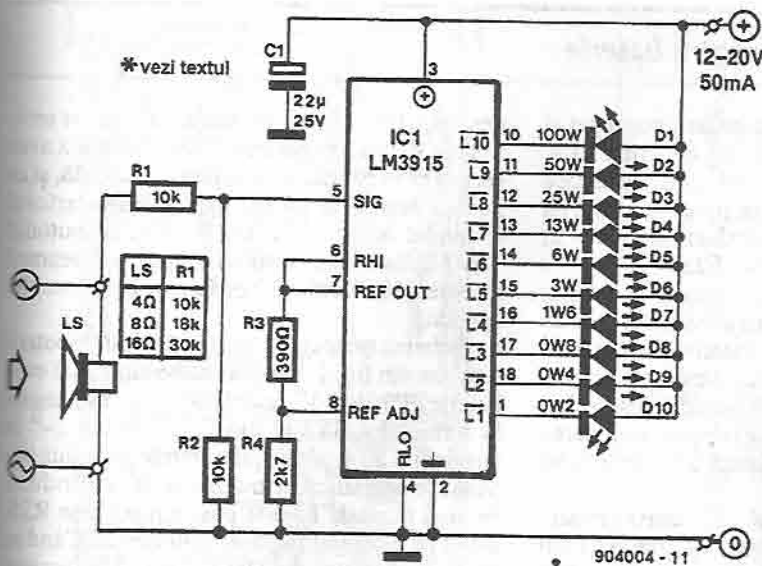 * vezi textul
C1
22µ
25V
3
+
12–20V
50mA
IC1
LM3915
R1
10k
5
SIG
6
RHI
7
REF OUT
8
REF ADJ
RLO
4
2
L10 10 100W D1
L9 11 50W D2
L8 12 25W D3
L7 13 13W D4
L6 14 6W D5
L5 15 3W D6
L4 16 1W6 D7
L3 17 0W8 D8
L2 18 0W4 D9
L1 1 0W2 D10
LS R1
4Ω 10k
8Ω 18k
16Ω 30k
LS
R3
390Ω
R2
10k
R4
2k7
0
904004 - 11